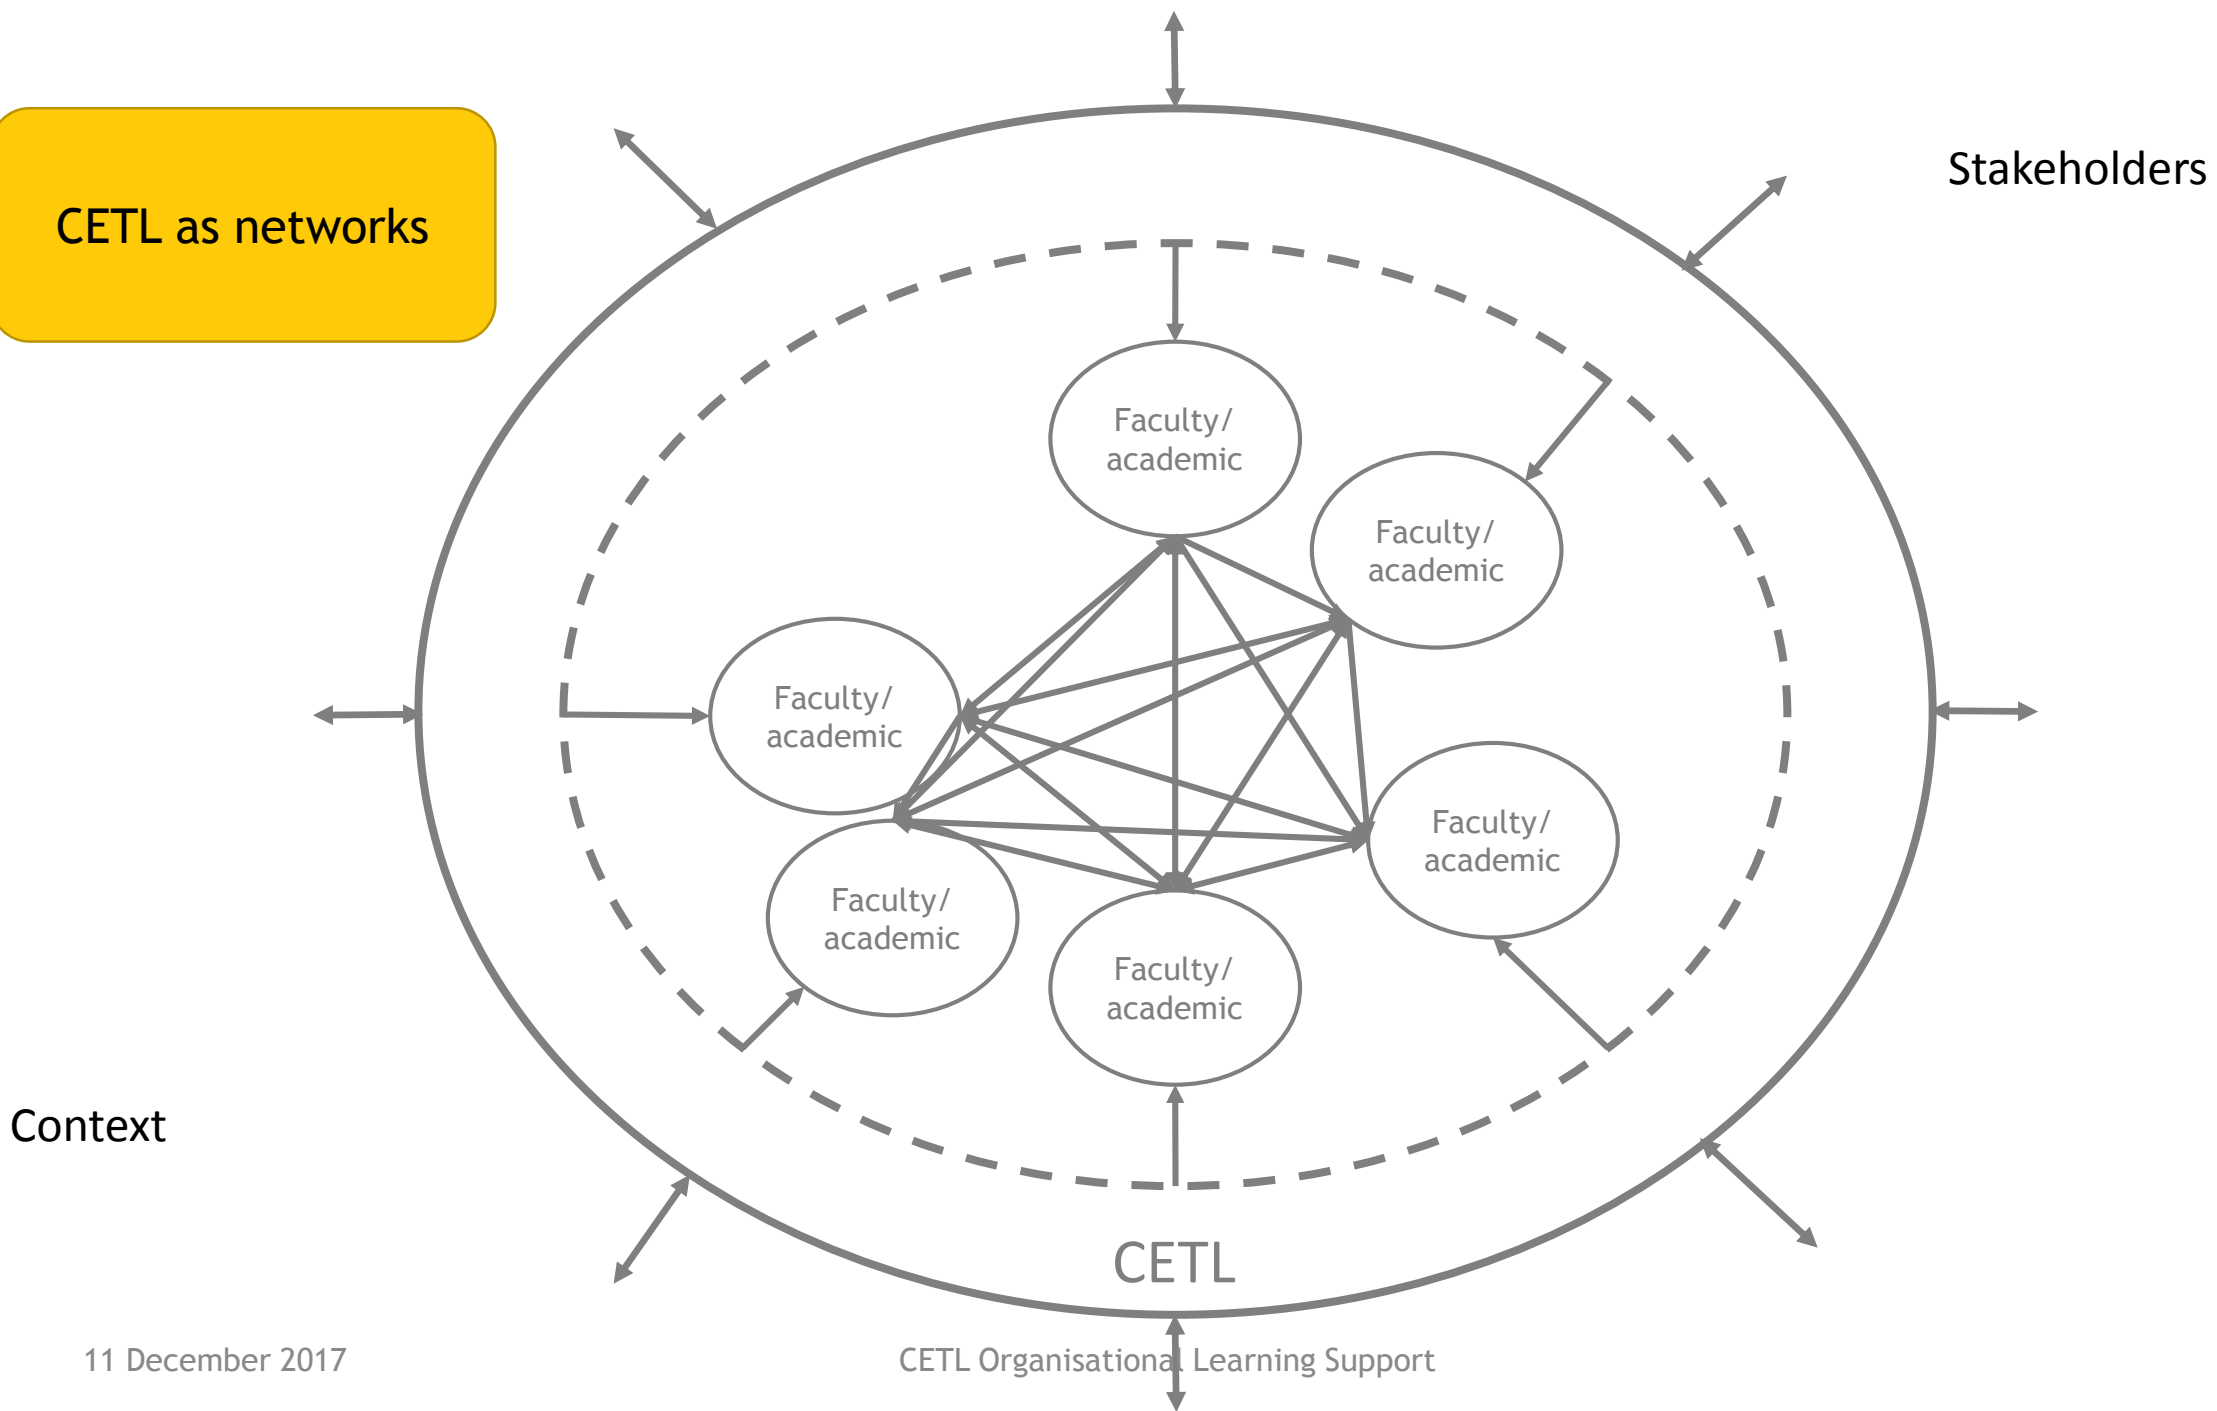 CETL as networks
Stakeholders
Faculty/
academic
Faculty/
academic
Faculty/
academic
Faculty/
academic
Faculty/
academic
Faculty/
academic
Context
CETL
11 December 2017
CETL Organisational Learning Support